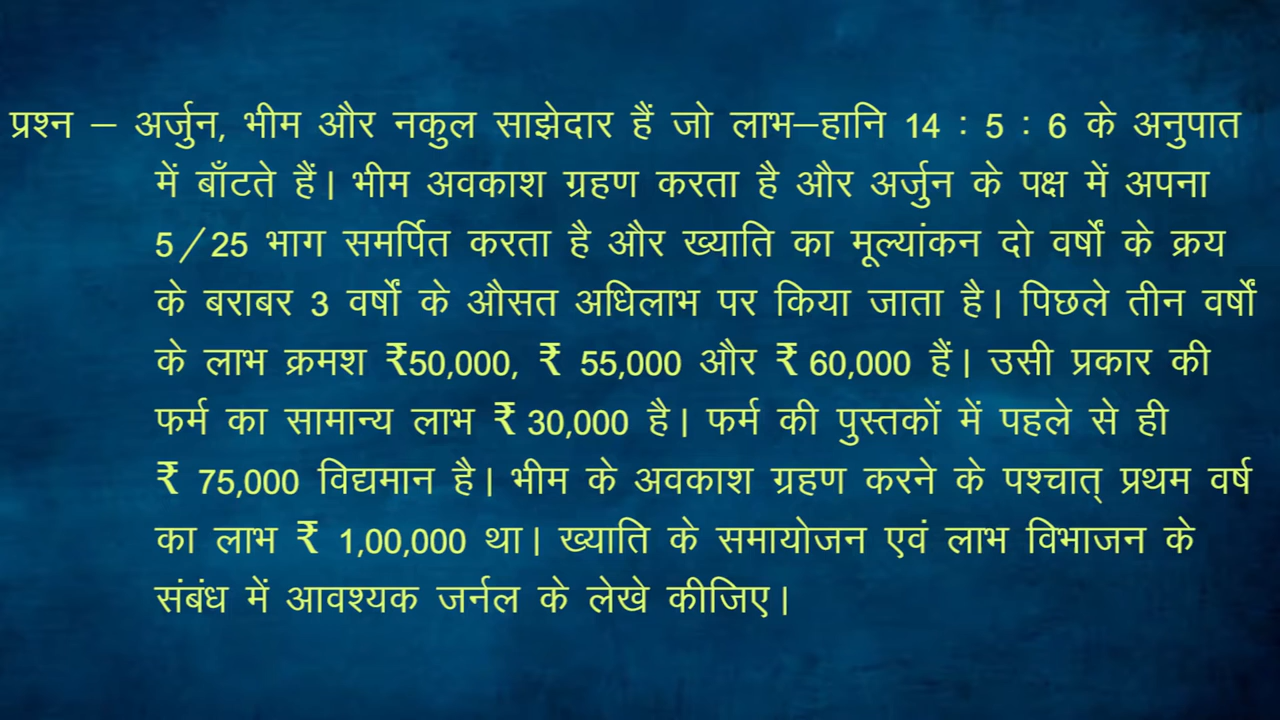 प्रश्न – अर्जुन, भीम और नकुल साझेदार हैं जो लाभ–हानि 14 : 5 : 6 के अनुपात
में बाँटते हैं। भीम अवकाश ग्रहण करता है और अर्जुन के पक्ष में अपना
5/25 भाग समर्पित करता है और ख्याति का मूल्यांकन दो वर्षों के क्रय
के बराबर 3 वर्षों के औसत अधिलाभ पर किया जाता है। पिछले तीन वर्षों
के लाभ क्रमश ₹50,000, ₹ 55,000 और ₹ 60,000 हैं। उसी प्रकार की
फर्म का सामान्य लाभ ₹ 30,000 है। फर्म की पुस्तकों में पहले से ही
₹ 75,000 विद्यमान है। भीम के अवकाश ग्रहण करने के पश्चात् प्रथम वर्ष
का लाभ ₹ 1,00,000 था। ख्याति के समायोजन एवं लाभ विभाजन के
संबंध में आवश्यक जर्नल के लेखे कीजिए।